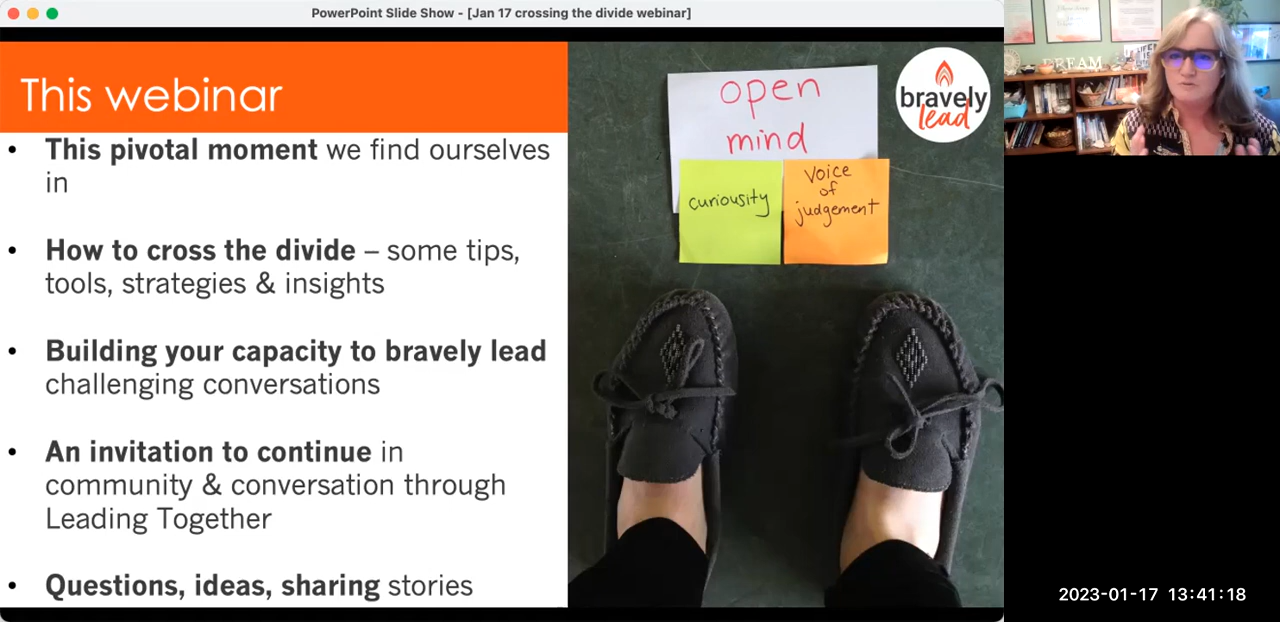 PowerPoint Slide Show - [Jan 17 crossing the divide webinar]
This webinar
• This pivotal moment we find ourselves
in
• How to cross the divide – some tips,
tools, strategies & insights
• Building your capacity to bravely lead
challenging conversations
• An invitation to continue in
community & conversation through
Leading Together
• Questions, ideas, sharing stories
open
mind
curiousity
voice
of
judgement
bravely
lead
DREAM
2023-01-17 13:41:18